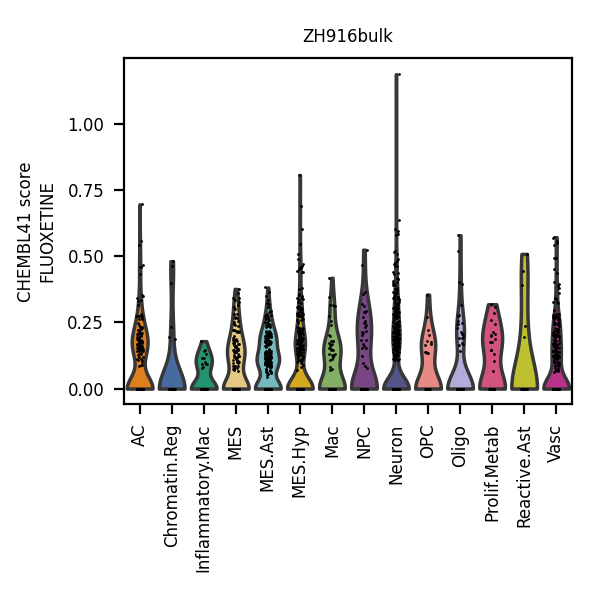 ZH916bulk
CHEMBL41 score
FLUOXETINE
1.00
0.75
0.50
0.25
0.00
AC
Chromatin.Reg
Inflammatory.Mac
MES
MES.Ast
MES.Hyp
Mac
NPC
Neuron
OPC
Oligo
Prolif.Metab
Reactive.Ast
Vasc